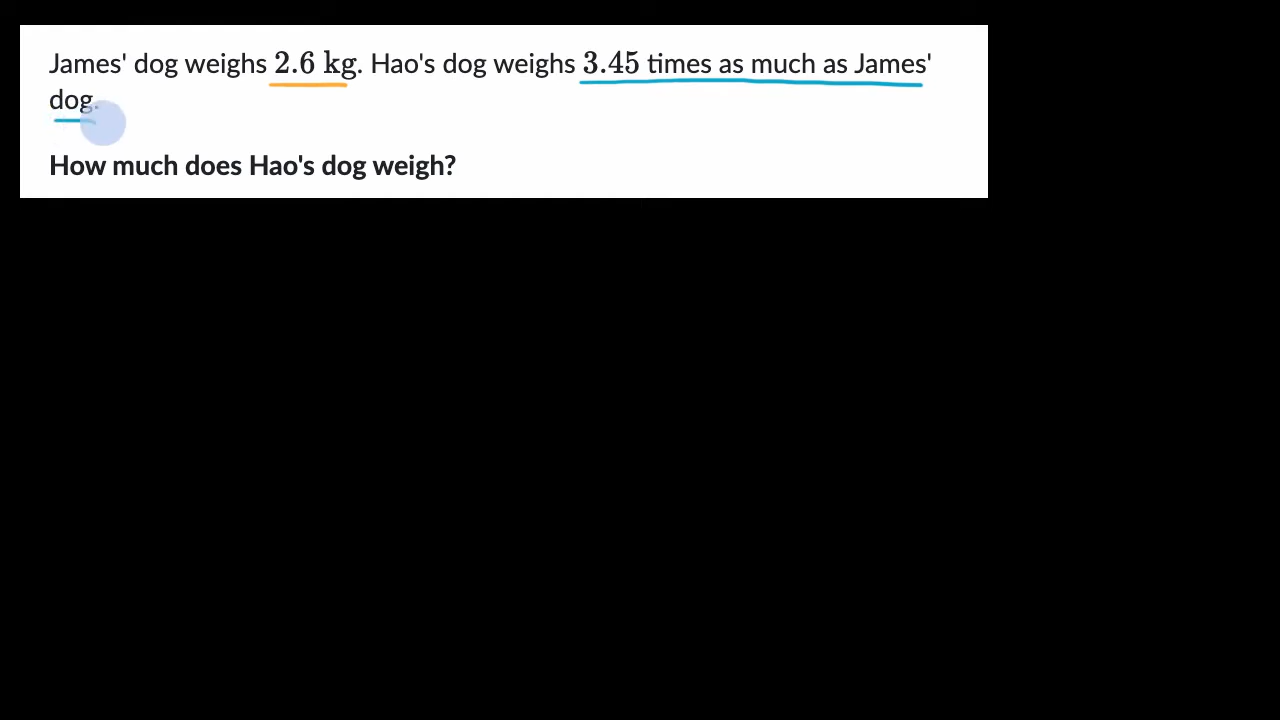 James' dog weighs 2.6 kg. Hao's dog weighs 3.45 times as much as James'
dog.
How much does Hao's dog weigh?